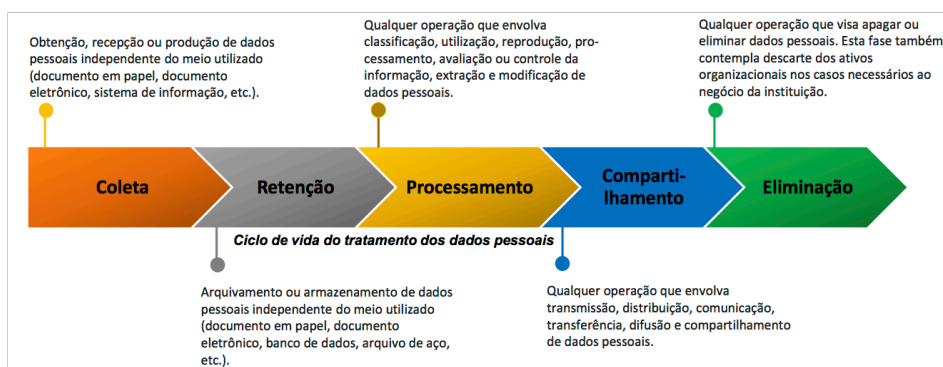 Obtenção, recepção ou produção de dados
pessoais independente do meio utilizado
(documento em papel, documento
eletrônico, sistema de informação, etc.).
Qualquer operação que envolva
classificação, utilização, reprodução, pro-
cessamento, avaliação ou controle da
informação, extração e modificação de
dados pessoais.
Qualquer operação que visa apagar ou
eliminar dados pessoais. Esta fase também
contempla descarte dos ativos
organizacionais nos casos necessários ao
negócio da instituição.
Coleta
Retenção
Processamento
Comparti-
lhamento
Eliminação
Ciclo de vida do tratamento dos dados pessoais
Arquivamento ou armazenamento de dados
pessoais independente do meio utilizado
(documento em papel, documento
eletrônico, banco de dados, arquivo de aço,
etc.).
Qualquer operação que envolva
transmissão, distribuição, comunicação,
transferência, difusão e compartilhamento
de dados pessoais.